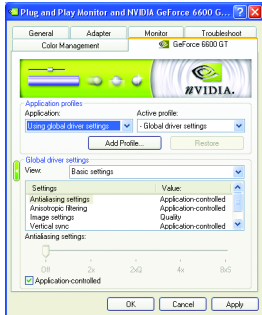 Plug and Play Monitor and NVIDIA GeForce 6600 G...
General Adapter Monitor Troubleshoot
Color Management GeForce 6600 GT
NVIDIA.
Application profiles
Application: Active profile:
Using global driver settings - Global driver settings
Add Profile... Restore
Global driver settings
View: Basic settings
Settings Value:
Antialiasing settings Application-controlled
Anisotropic filtering Application-controlled
Image settings Quality
Vertical sync Application-controlled
Antialiasing settings:
Off 2x 2xQ 4x 8xS
Application-controlled
OK Cancel Apply